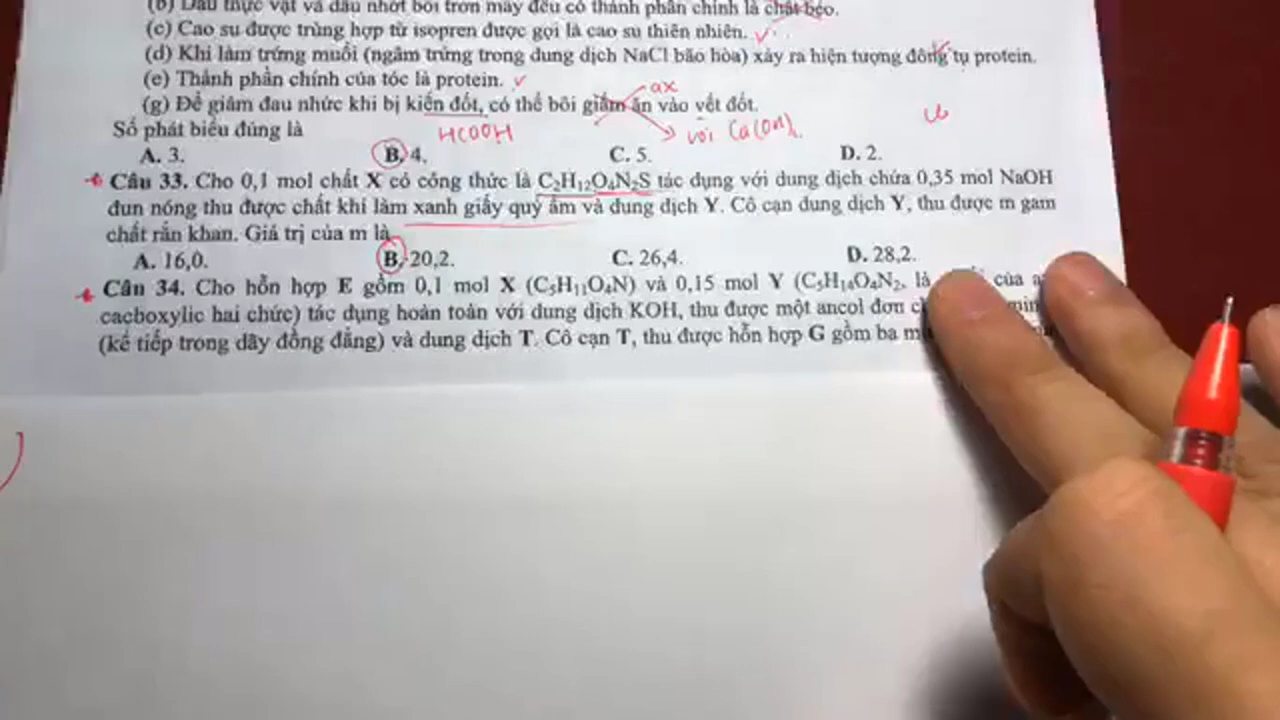 (b) Dầu thực vật và dầu nhớt bôi trơn máy đều có thành phần chính là chất béo.
(c) Cao su được trùng hợp từ isopren được gọi là cao su thiên nhiên.
(d) Khi làm trứng muối (ngâm trứng trong dung dịch NaCl bão hòa) xảy ra hiện tượng đông tụ protein.
(e) Thành phần chính của tóc là protein.
ax
(g) Để giảm đau nhức khi bị kiến đốt, có thể bôi giấm ăn vào vết đốt.
Số phát biểu đúng là
HCOOH
vôi Ca(OH)2
A. 3. B. 4. C. 5. D. 2.
Câu 33. Cho 0,1 mol chất X có công thức là C2H12O4N2S tác dụng với dung dịch chứa 0,35 mol NaOH
đun nóng thu được chất khí làm xanh giấy quỳ ẩm và dung dịch Y. Cô cạn dung dịch Y, thu được m gam
chất rắn khan. Giá trị của m là
A. 16,0. B. 20,2. C. 26,4. D. 28,2.
Câu 34. Cho hỗn hợp E gồm 0,1 mol X (C5H11O4N) và 0,15 mol Y (C5H14O4N2, là của
cacboxylic hai chức) tác dụng hoàn toàn với dung dịch KOH, thu được một ancol đơn
(kế tiếp trong dãy đồng đẳng) và dung dịch T. Cô cạn T, thu được hỗn hợp G gồm ba